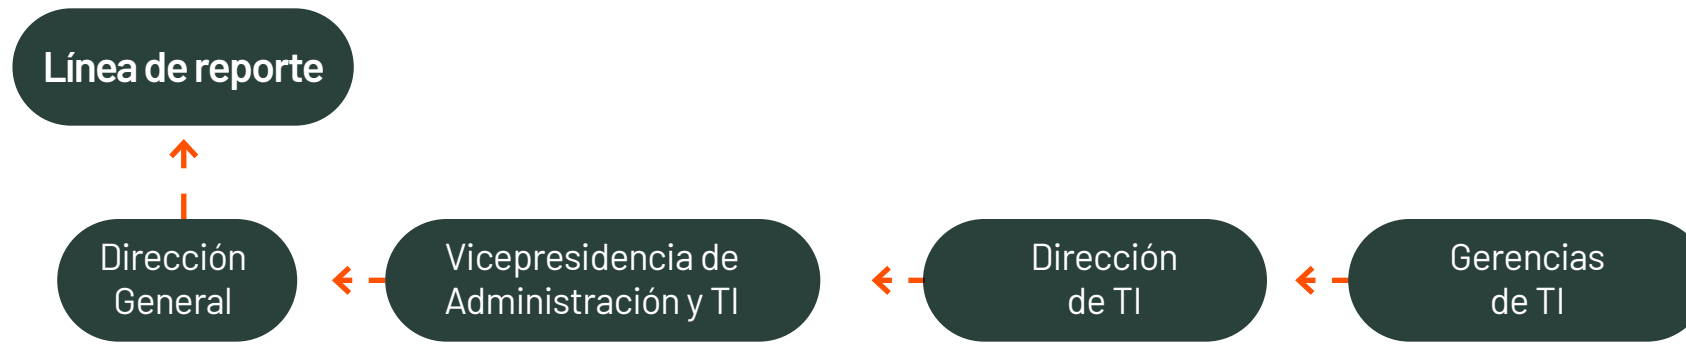 Línea de reporte
Dirección
General
Vicepresidencia de
Administración y TI
Dirección
de TI
Gerencias
de TI